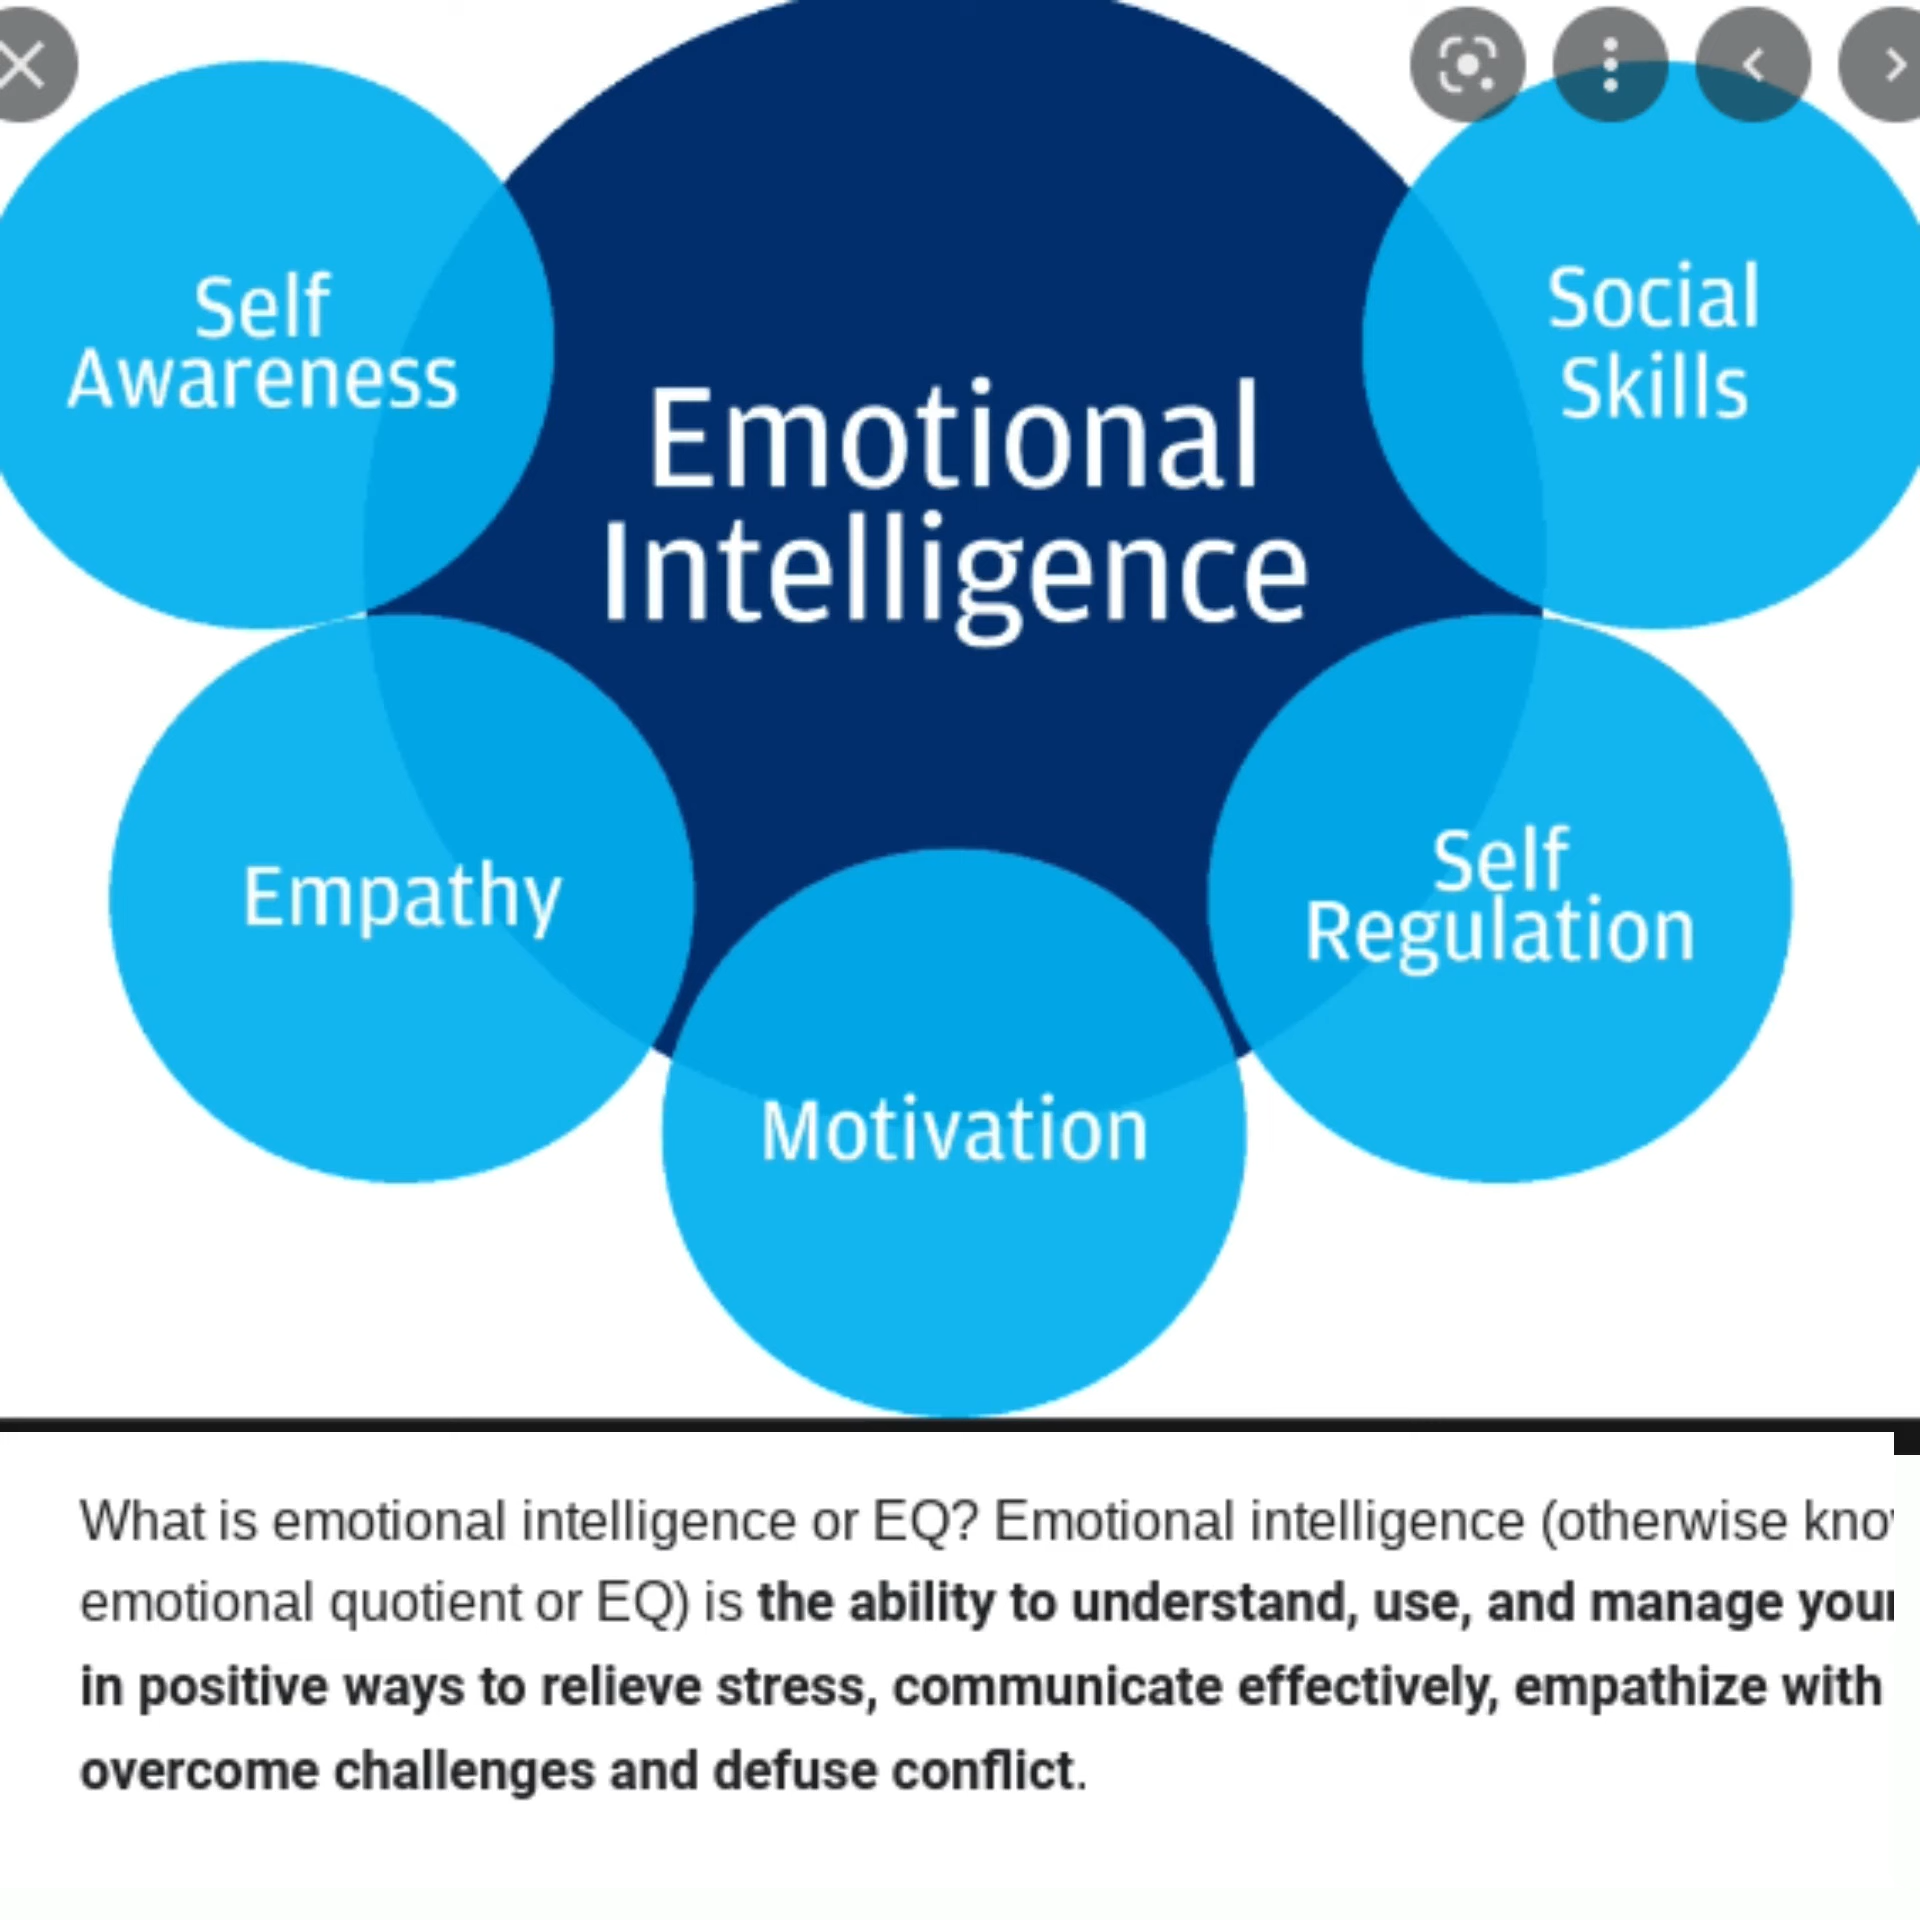 Self
Awareness
Emotional
Intelligence
Social
Skills
Empathy
Motivation
Self
Regulation
What is emotional intelligence or EQ? Emotional intelligence (otherwise
emotional quotient or EQ) is the ability to understand, use, and manage your
in positive ways to relieve stress, communicate effectively, empathize with
overcome challenges and defuse conflict.